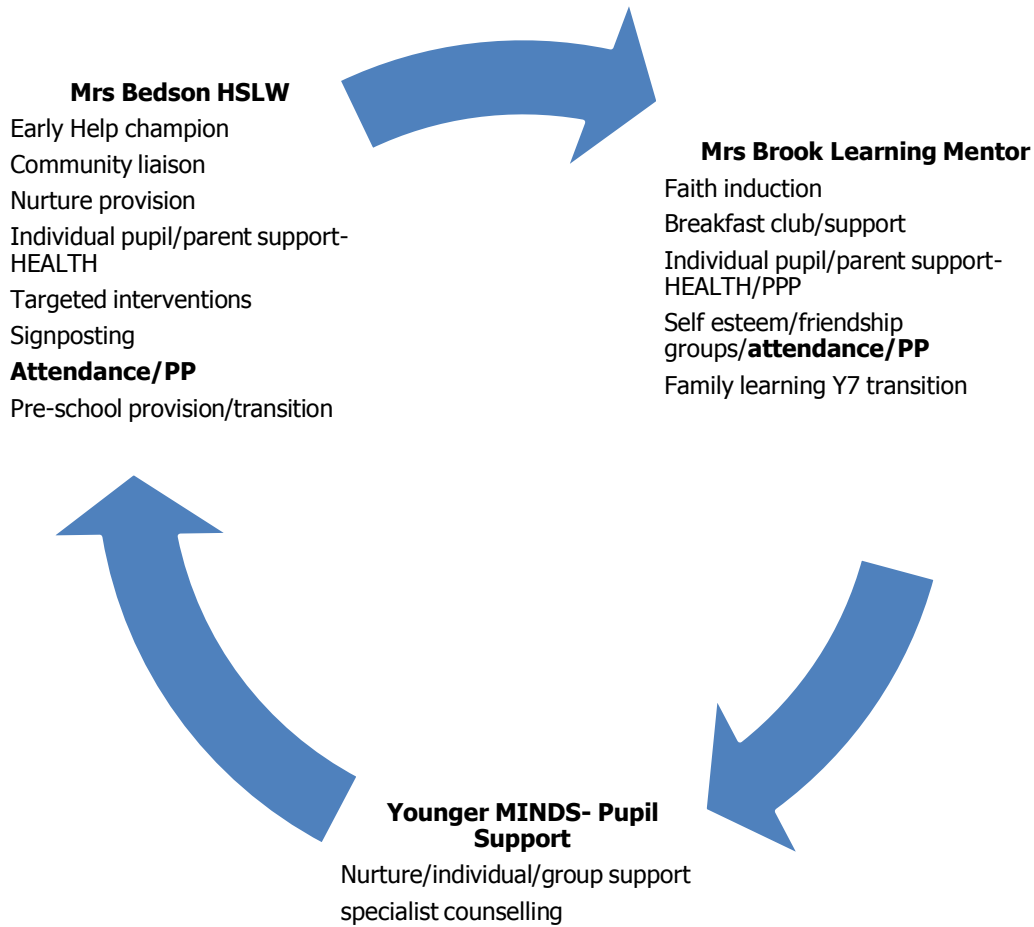 Mrs Bedson HSLW
Early Help champion
Community liaison
Nurture provision
Individual pupil/parent support-
HEALTH
Targeted interventions
Signposting
Attendance/PP
Pre-school provision/transition
Mrs Brook Learning Mentor
Faith induction
Breakfast club/support
Individual pupil/parent support-
HEALTH/PPP
Self esteem/friendship
groups/attendance/PP
Family learning Y7 transition
Younger MINDS- Pupil
Support
Nurture/individual/group support
specialist counselling